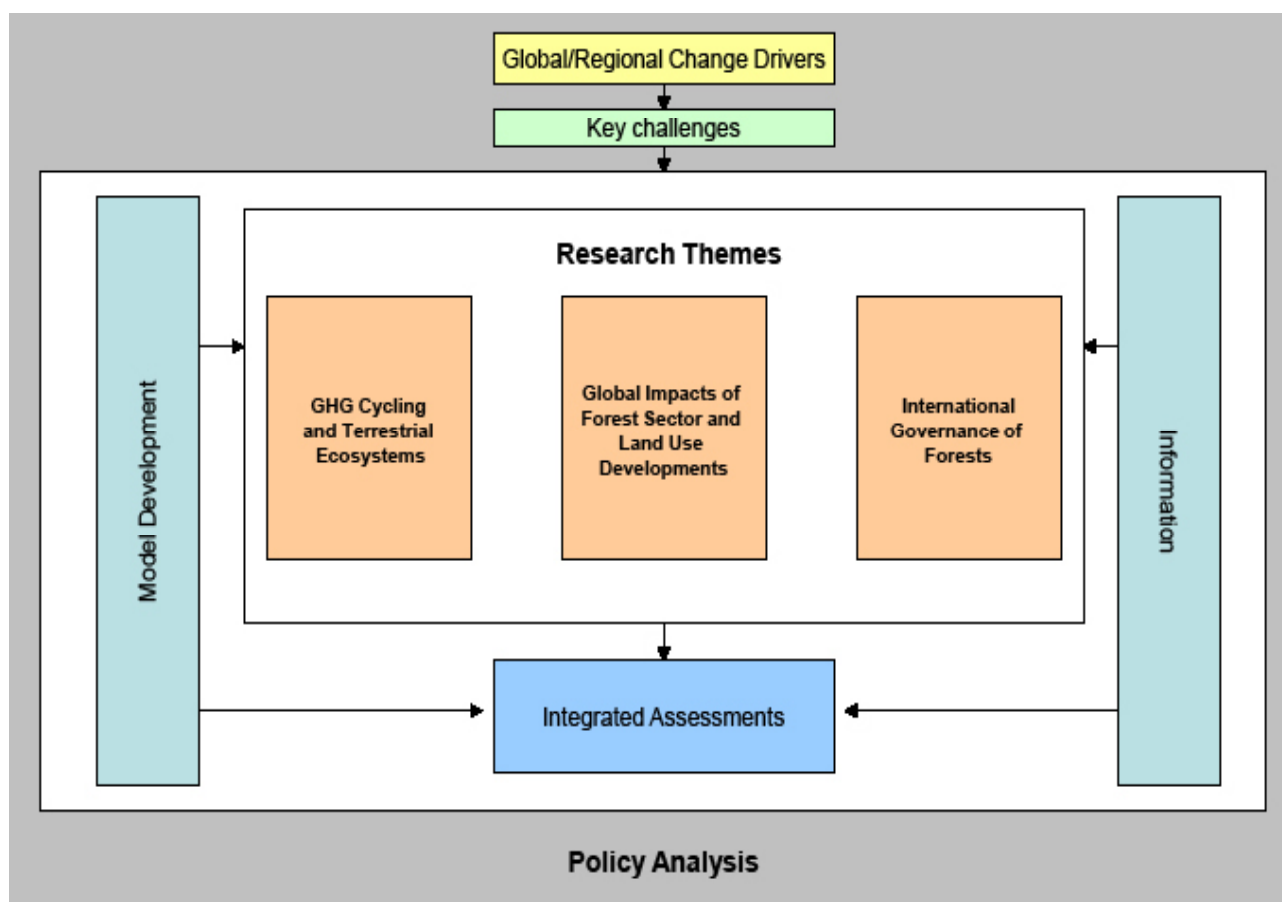 Global/Regional Change Drivers
Key challenges
Research Themes
Model Development
GHG Cycling
and Terrestrial
Ecosystems
Global Impacts of
Forest Sector and
Land Use
Developments
International
Governance of
Forests
Information
Integrated Assessments
Policy Analysis